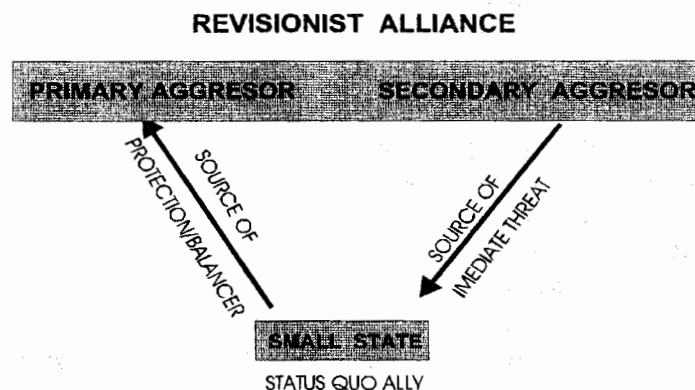 REVISIONIST ALLIANCE
PRIMARY AGGRESOR
SECONDARY AGGRESOR
SOURCE OF
PROTECTION/BALANCER
SOURCE OF
IMEDIATE THREAT
SMALL STATE
STATUS QUO ALLY